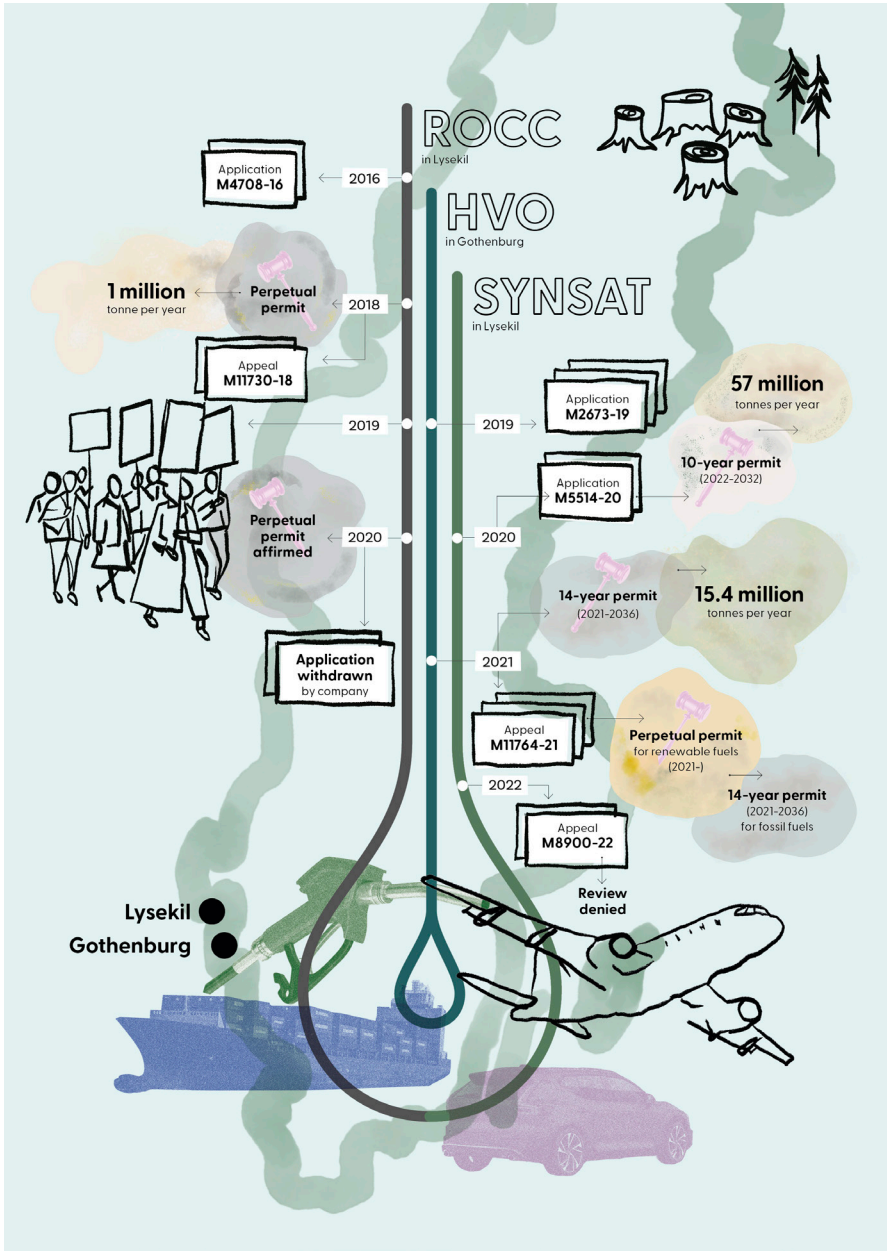 ROCC
in Lysekil
Application
M4708-16
2016
HVO
in Gothenburg
SYNSAT
in Lysekil
1 million
tonne per year
Perpetual
permit
2018
Appeal
M11730-18
2019
2019
Application
M2673-19
57 million
tonnes per year
10-year permit
(2022-2032)
Application
M5514-20
Perpetual
permit
affirmed
2020
2020
14-year permit
(2021-2036)
15.4 million
tonnes per year
Application
withdrawn
by company
2021
Appeal
M11764-21
Perpetual permit
for renewable fuels
(2021-)
2022
14-year permit
(2021-2036)
for fossil fuels
Appeal
M8900-22
Review
denied
Lysekil
Gothenburg